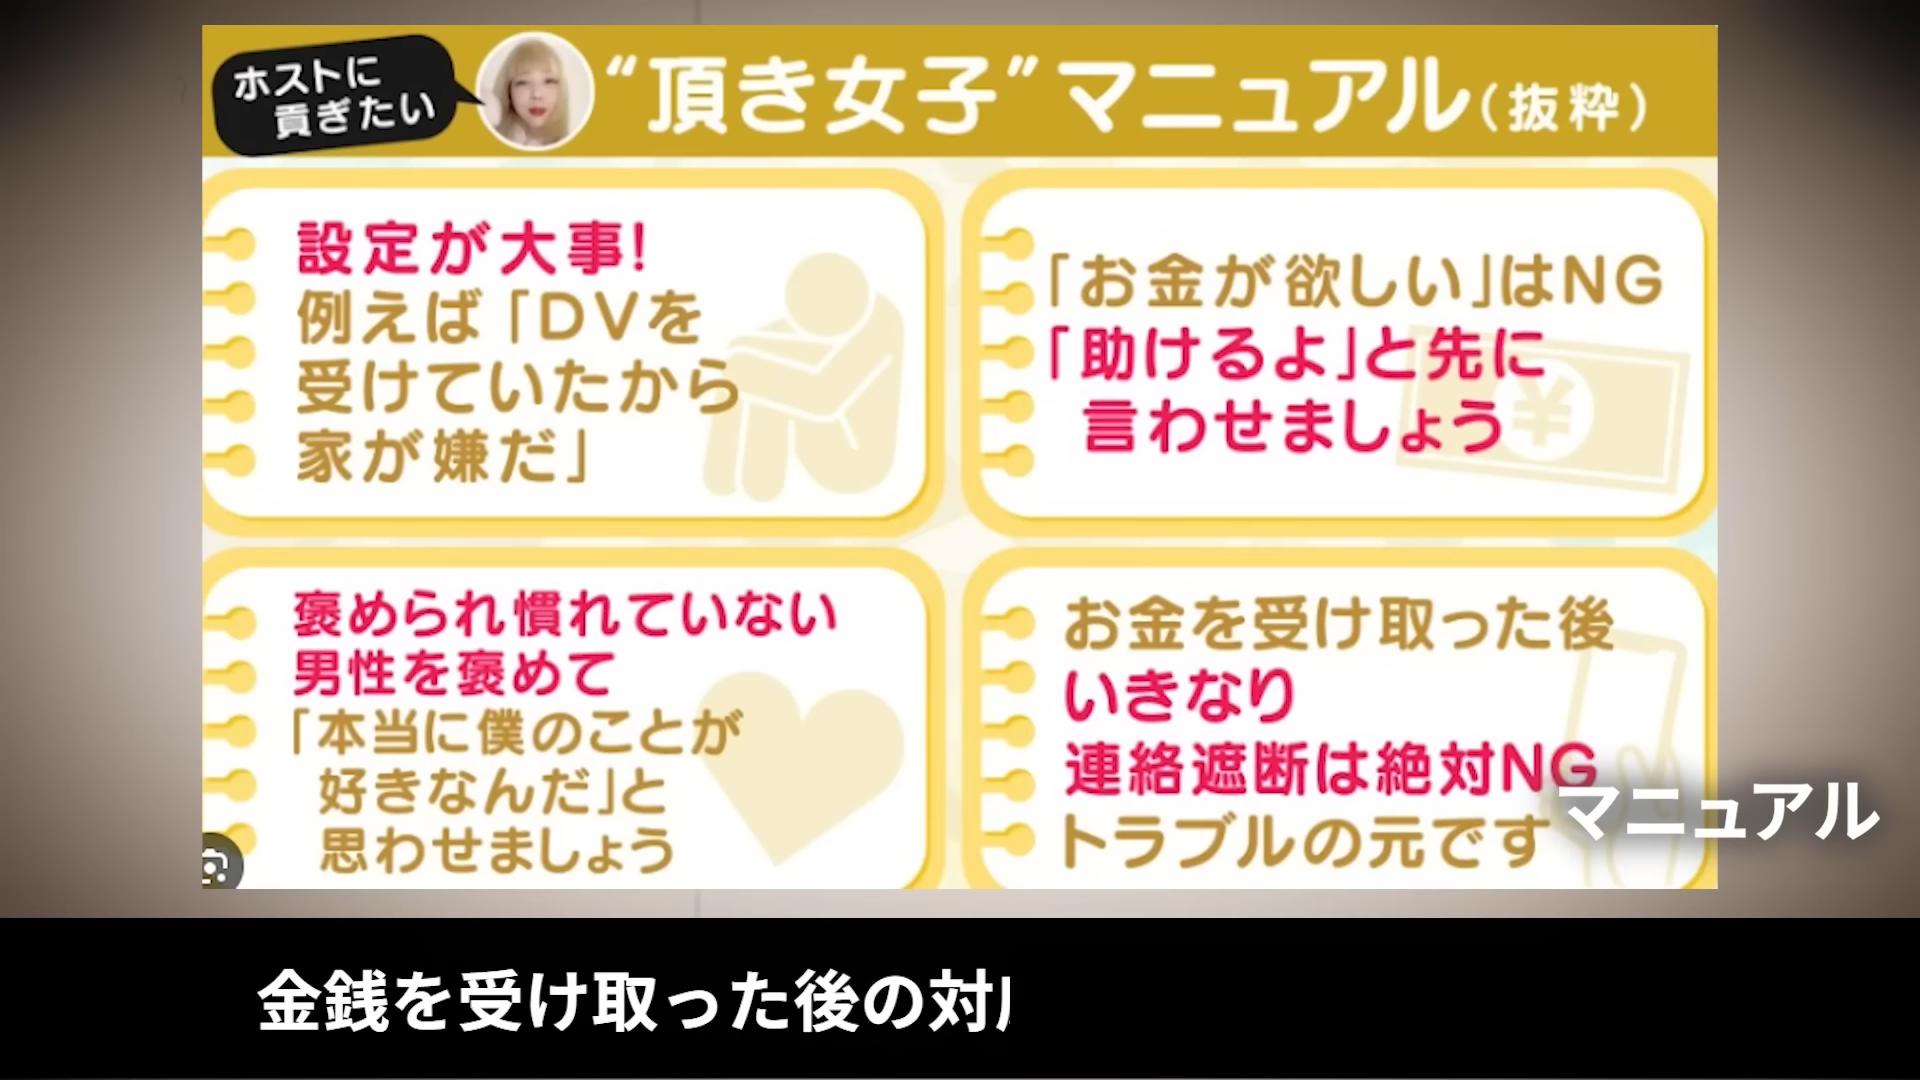 ホストに
貢ぎたい
“頂き女子”マニュアル(抜粋)
設定が大事!
例えば「DVを
受けていたから
家が嫌だ」
「お金が欲しい」はNG
「助けるよ」と先に
言わせましょう
褒められ慣れていない
男性を褒めて
「本当に僕のことが
好きなんだ」と
思わせましょう
お金を受け取った後
いきなり
連絡遮断は絶対NG
トラブルの元です
マニュアル
金銭を受け取った後の対